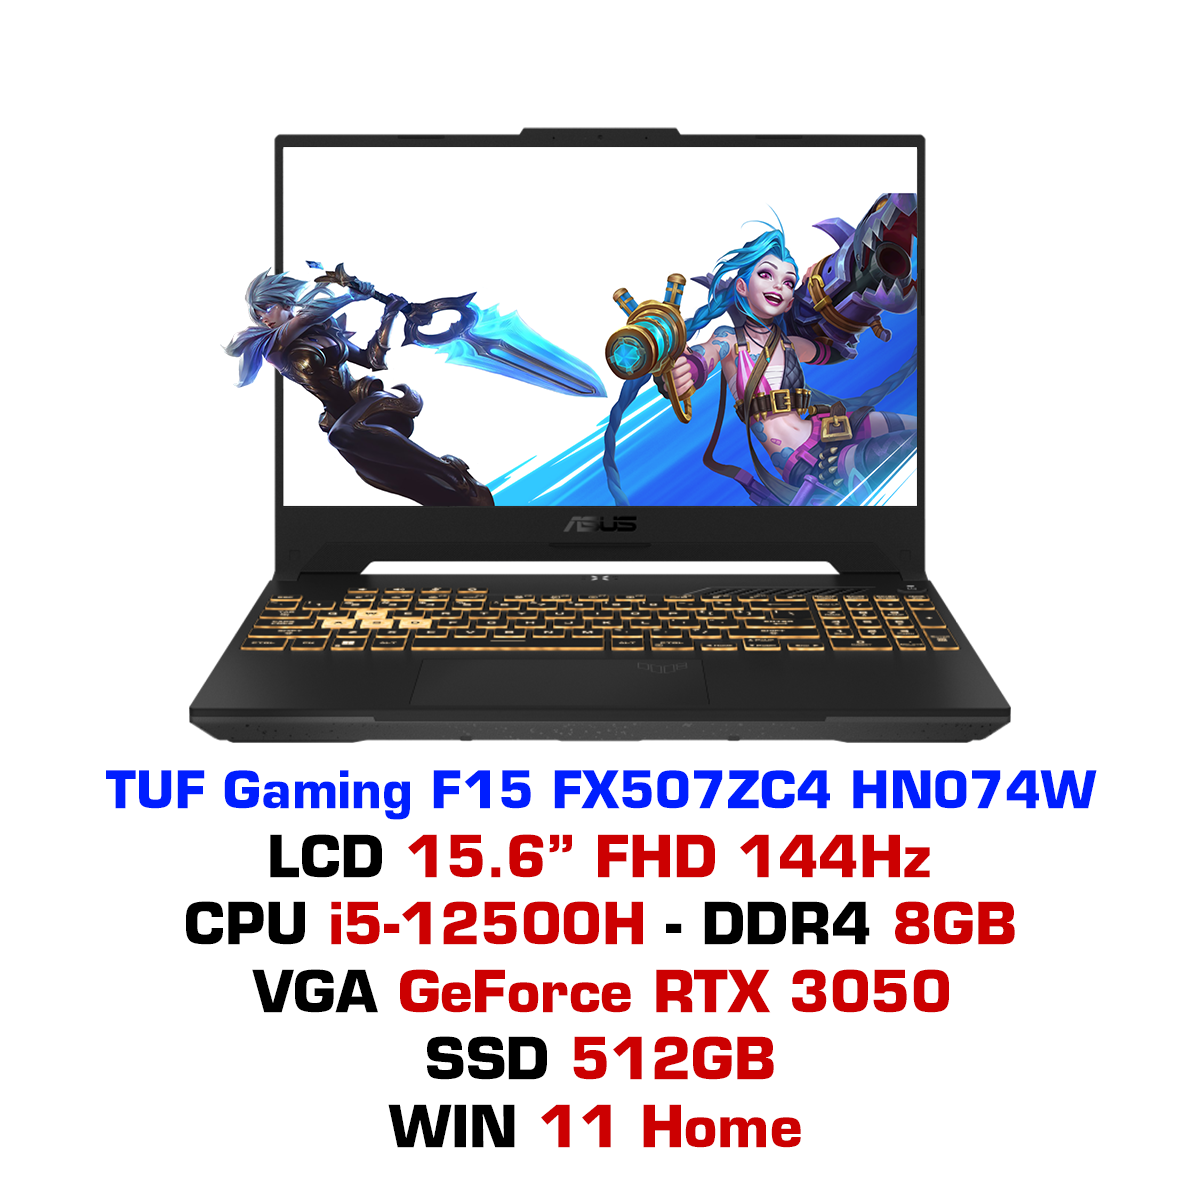 ASUS
TUF Gaming F15 FX507ZC4 HN074W
LCD 15.6” FHD 144Hz
CPU i5-12500H - DDR4 8GB
VGA GeForce RTX 3050
SSD 512GB
WIN 11 Home